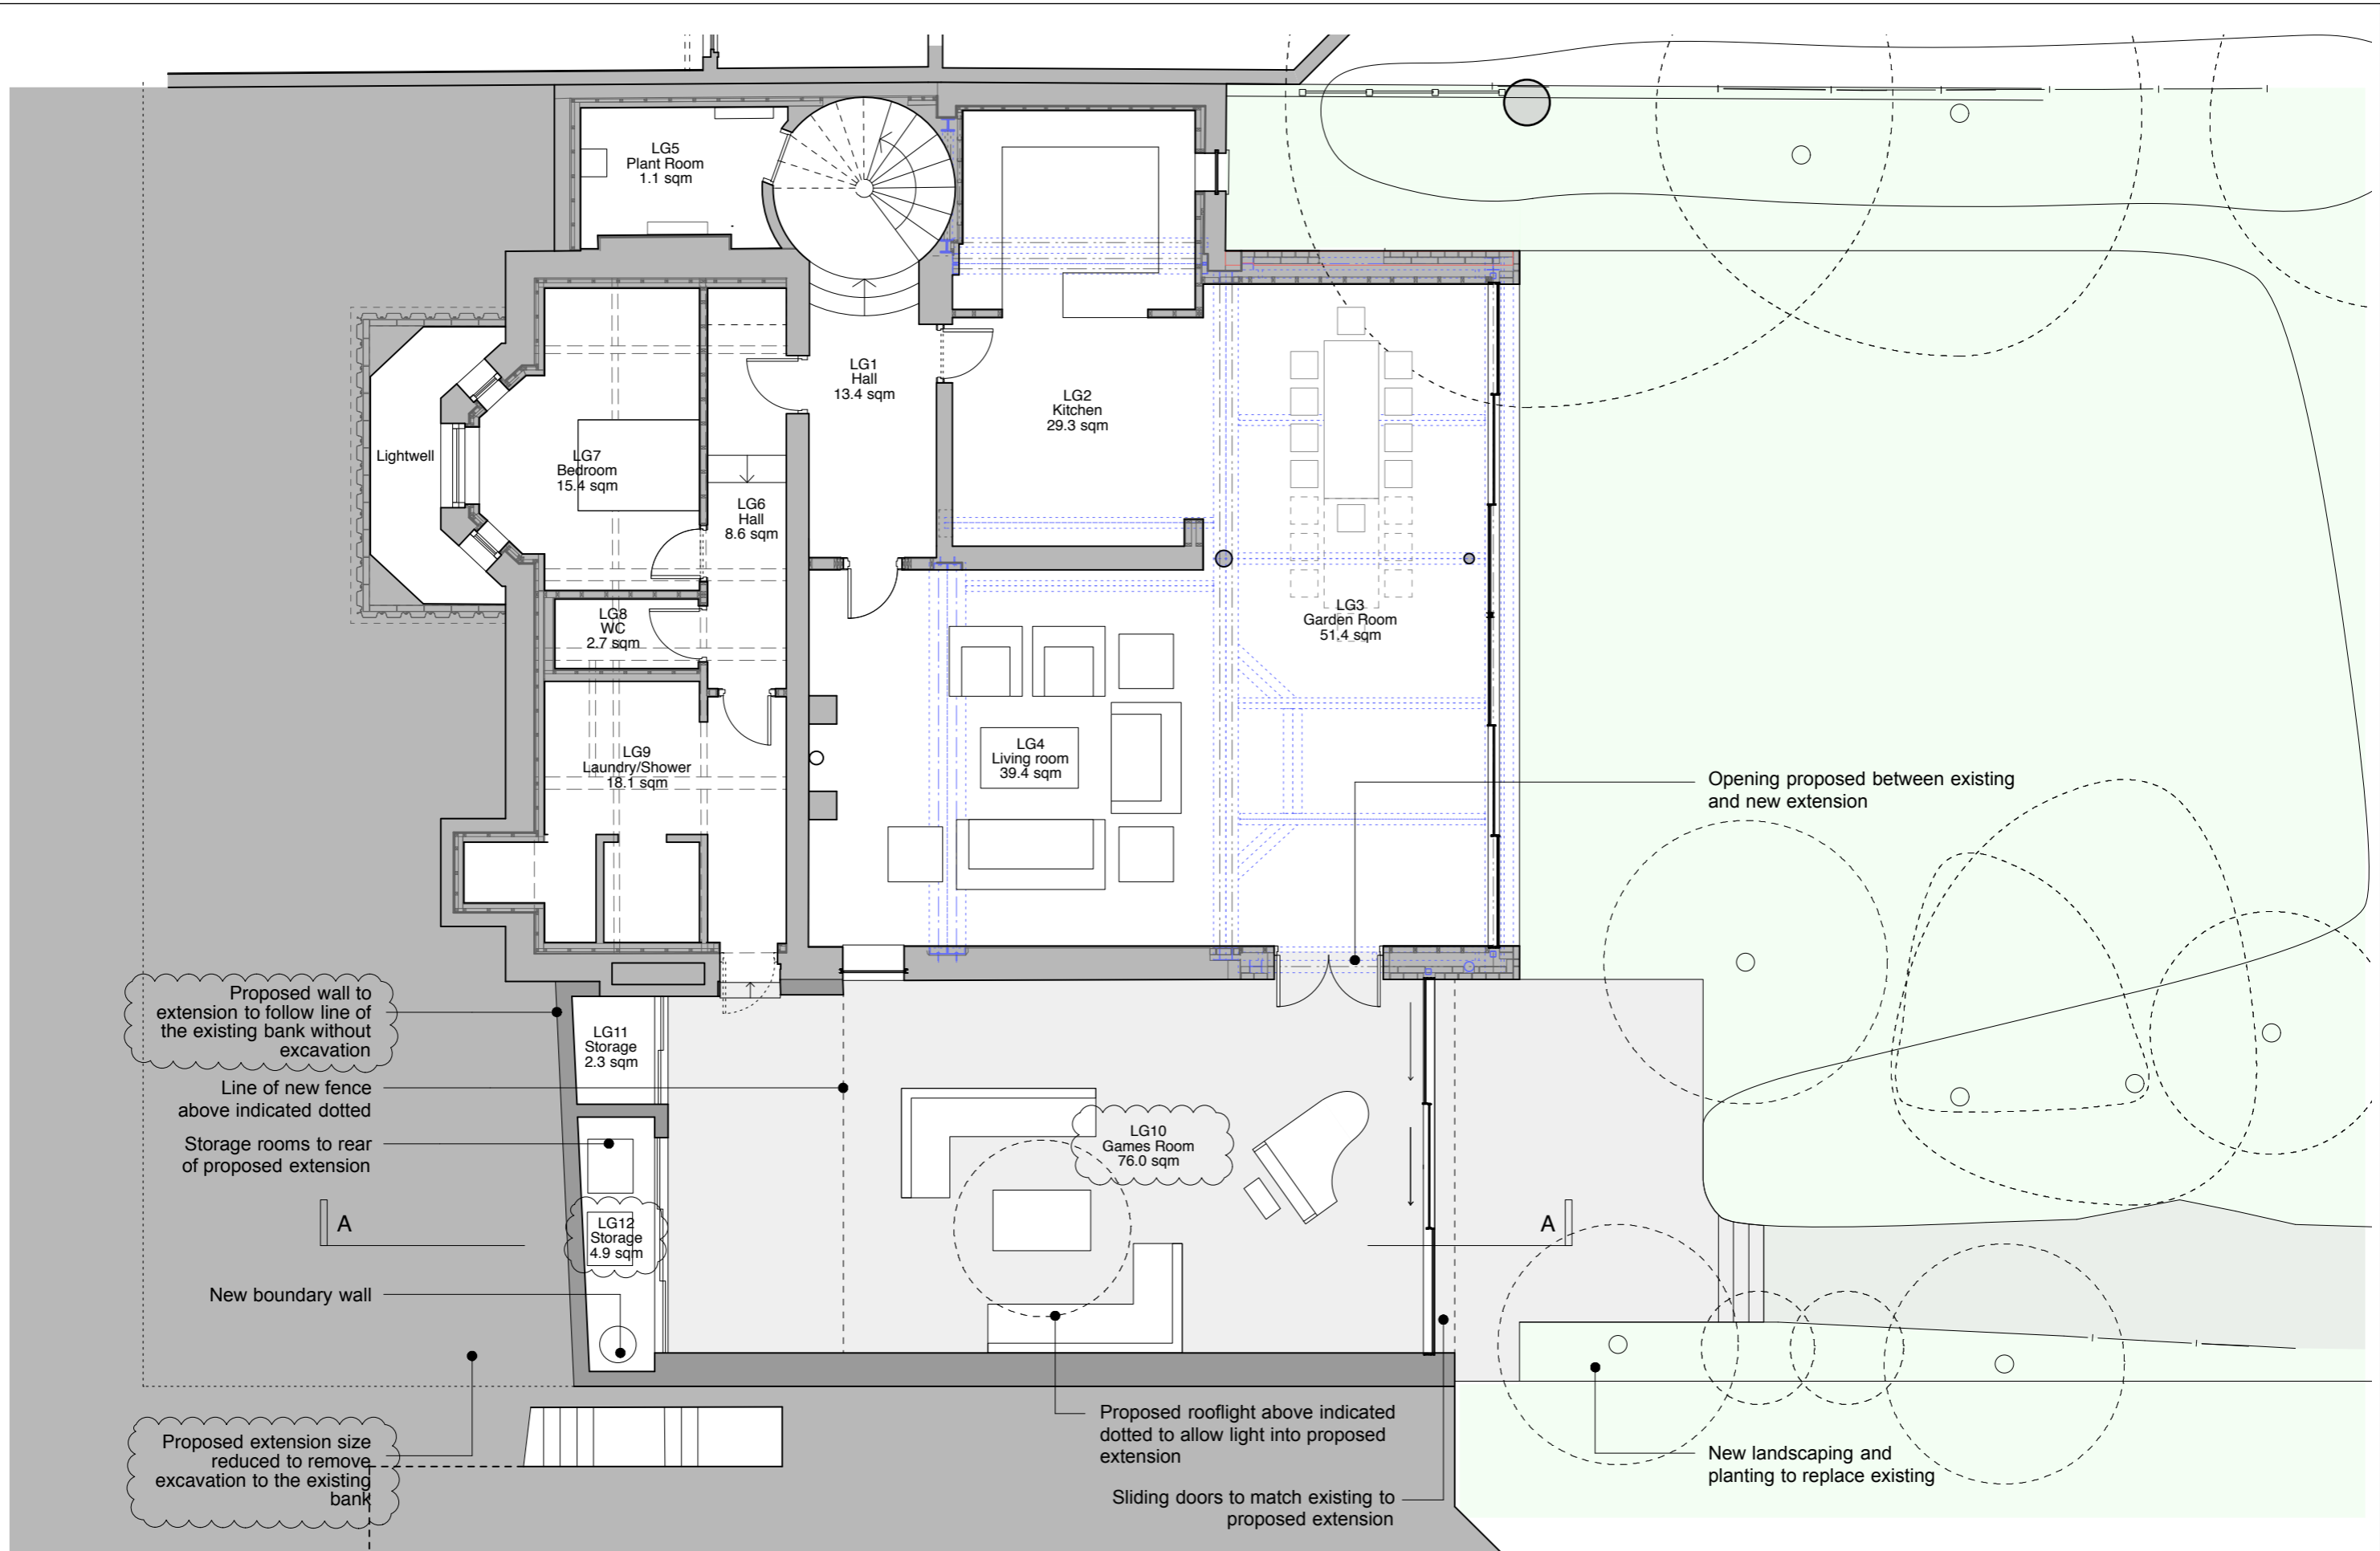 LG5
Plant Room
1.1 sqm
LG1
Hall
13.4 sqm
LG2
Kitchen
29.3 sqm
Lightwell
LG7
Bedroom
15.4 sqm
LG6
Hall
8.6 sqm
LG8
WC
2.7 sqm
LG3
Garden Room
51.4 sqm
LG4
Living room
39.4 sqm
LG9
Laundry/Shower
18.1 sqm
Opening proposed between existing
and new extension
Proposed wall to
extension to follow line of
the existing bank without
excavation
LG11
Storage
2.3 sqm
Line of new fence
above indicated dotted
Storage rooms to rear
of proposed extension
LG10
Games Room
76.0 sqm
A
LG12
Storage
4.9 sqm
A
New boundary wall
Proposed extension size
reduced to remove
excavation to the existing
bank
Proposed rooflight above indicated
dotted to allow light into proposed
extension
Sliding doors to match existing to
proposed extension
New landscaping and
planting to replace existing